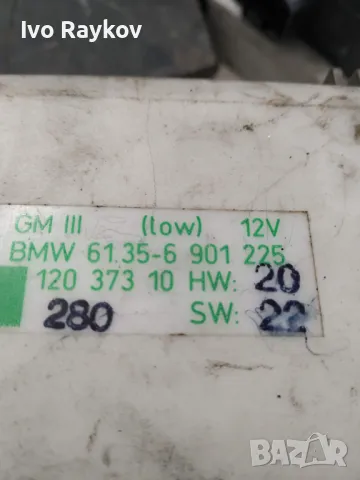 Ivo Raykov
GM III (low) 12V
BMW 61.35-6 901 225
120 373 10 HW: 20
280 SW: 22
bazar